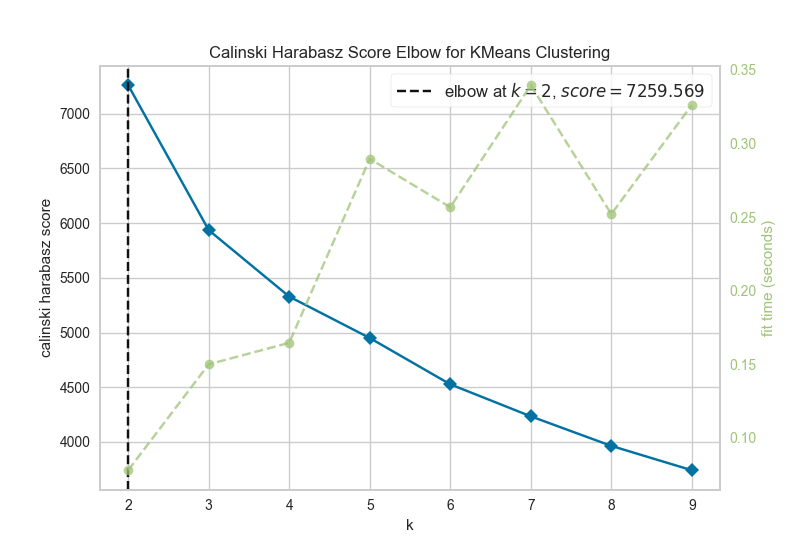 Calinski Harabasz Score Elbow for KMeans Clustering
elbow at k = 2, score = 7259.569
calinski harabasz score
7000
6500
6000
5500
5000
4500
4000
0.35
0.30
0.25
0.20
0.15
0.10
fit time (seconds)
2 3 4 5 6 7 8 9
k